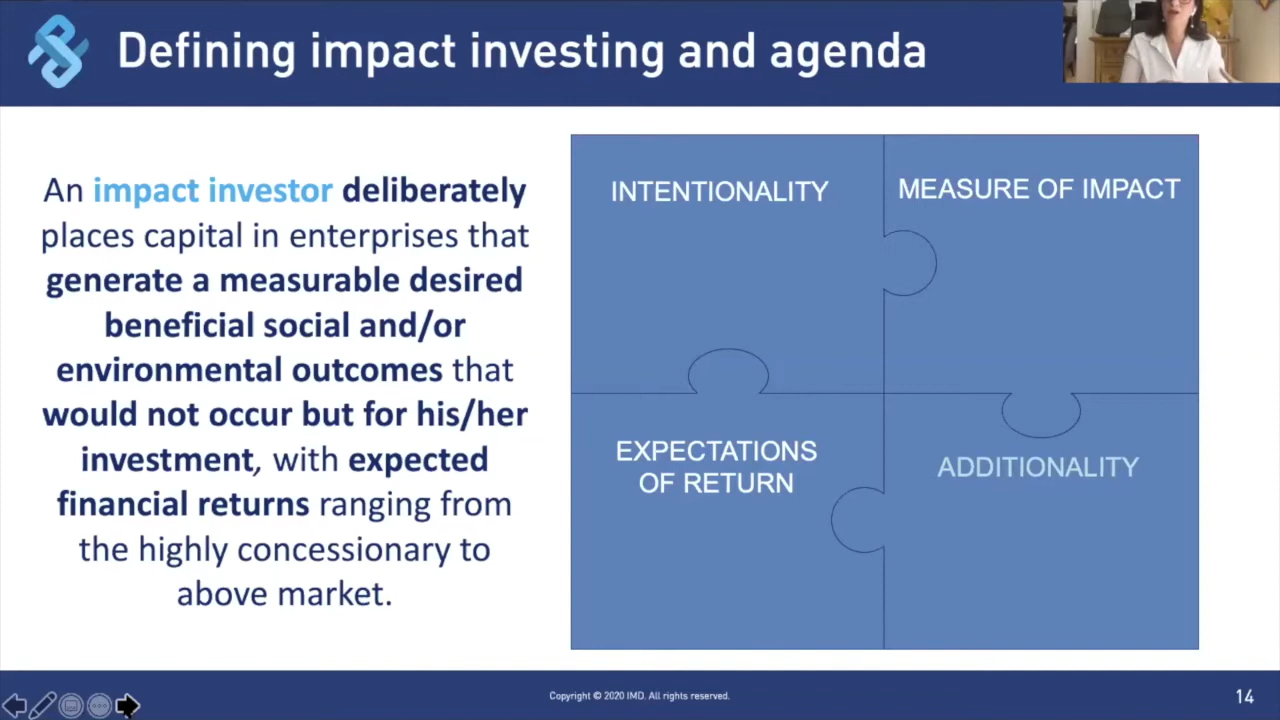 Defining impact investing and agenda
An impact investor deliberately
places capital in enterprises that
generate a measurable desired
beneficial social and/or
environmental outcomes that
would not occur but for his/her
investment, with expected
financial returns ranging from
the highly concessionary to
above market.
INTENTIONALITY
MEASURE OF IMPACT
EXPECTATIONS
OF RETURN
ADDITIONALITY
Copyright © 2020 IMD. All rights reserved.
14